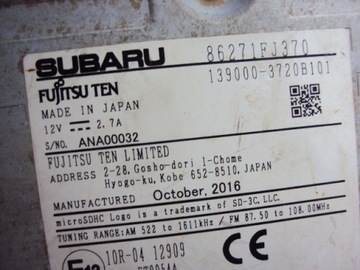 SUBARU 86271FJ370
FUJITSU TEN 139000-3720B101
MADE IN JAPAN
12V 2.7A
S/NO. ANA00032
FUJITSU TEN LIMITED
ADDRESS 2-28, Gosho-dori 1-Chome
Hyogo-ku, Kobe 652-8510, JAPAN
MANUFACTURED October, 2016
microSDHC Logo is a trademark of SD-3C, LLC.
TUNING RANGE:AM 522 to 1611kHz / FM 87.50 to 108.00MHz
10R-04 12909
CE